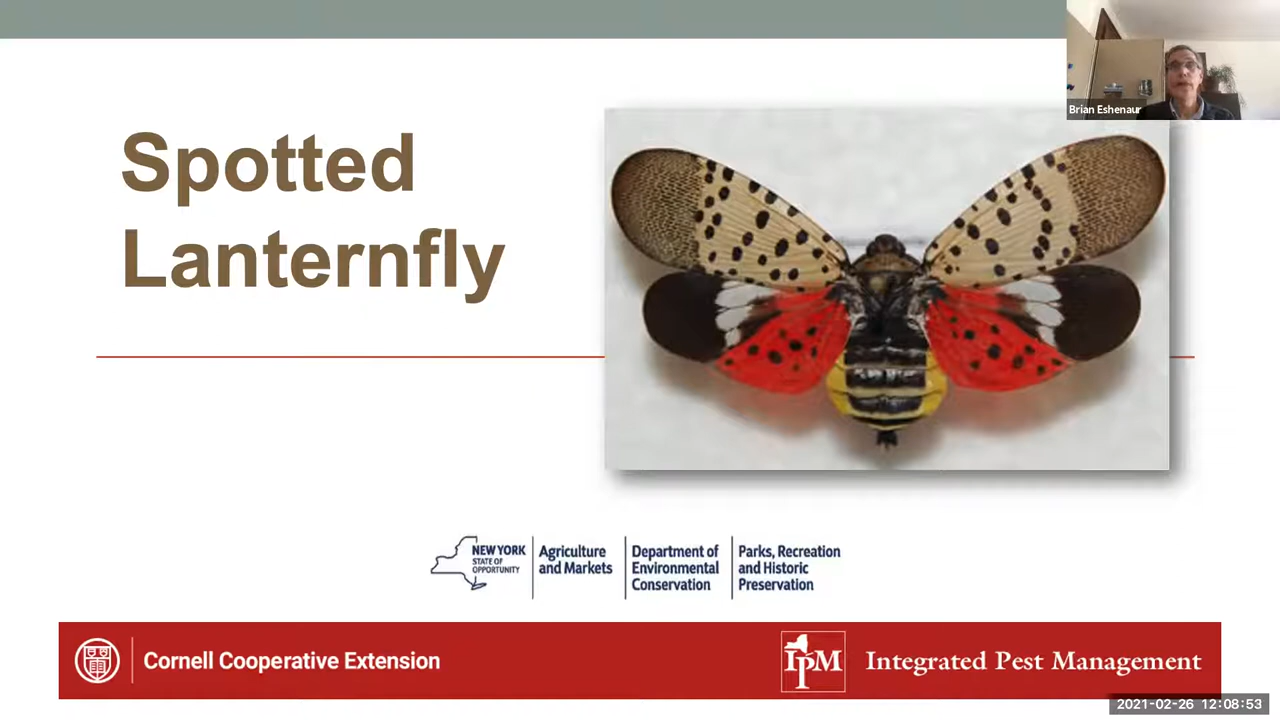 Brian Eshenaur
Spotted
Lanternfly
NEW YORK
STATE OF
OPPORTUNITY
Agriculture
and Markets
Department of
Environmental
Conservation
Parks, Recreation
and Historic
Preservation
Cornell Cooperative Extension
IPM
Integrated Pest Management
2021-02-26 12:08:53